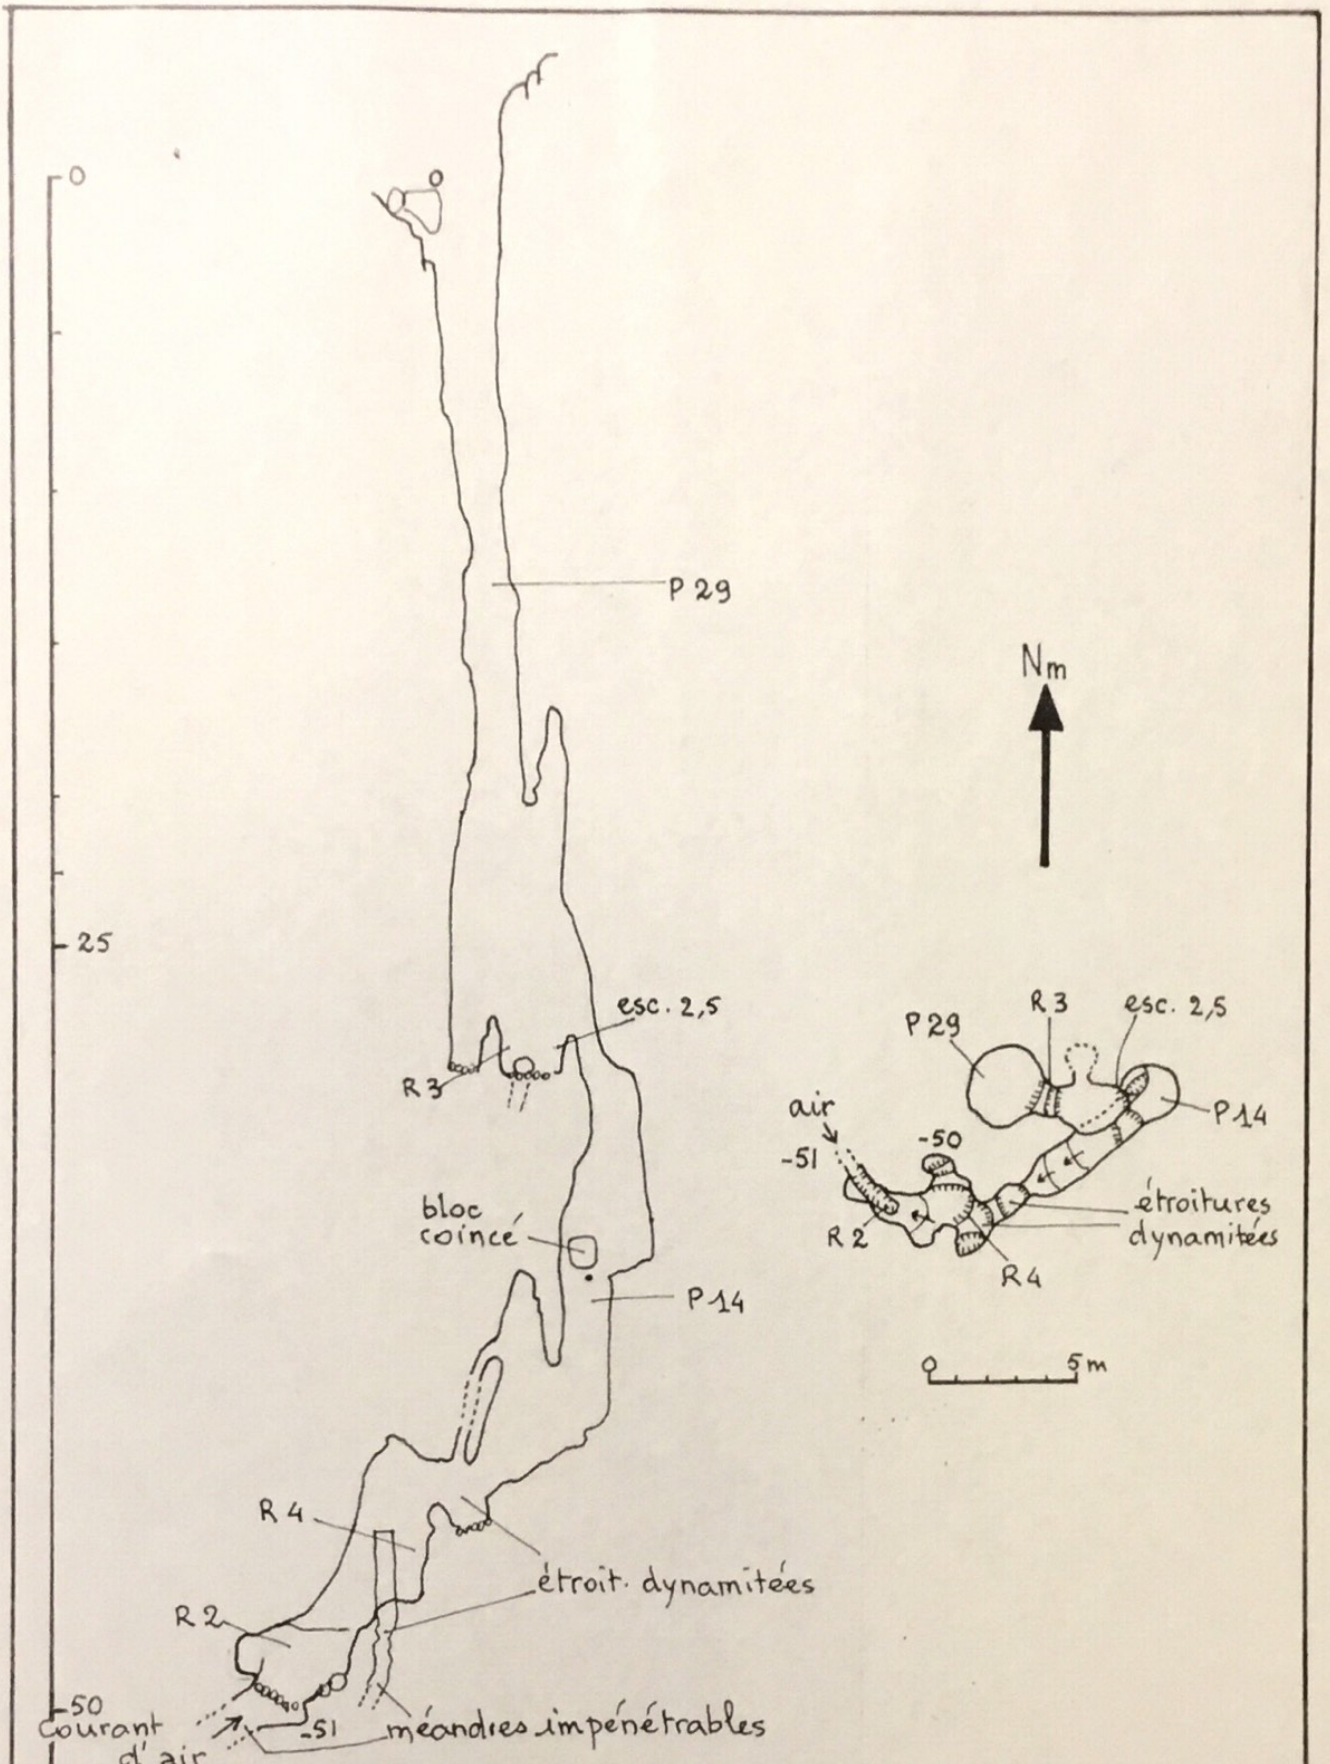 0
0
P 29
Nm
25
esc. 2,5
R 3
P 29
R 3
esc. 2,5
P 14
air
-51
-50
R 2
R 4
étroitures
dynamitées
bloc
coincé
P 14
0
5 m
R 4
étroit. dynamitées
R 2
-50
courant
d'air
-51
méandres impénétrables